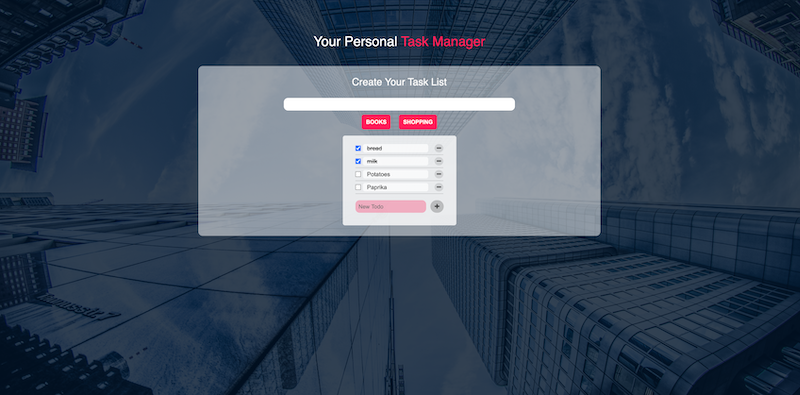 Your Personal Task Manager
Create Your Task List
BOOKS SHOPPING
bread
milk
Potatoes
Paprika
New Todo